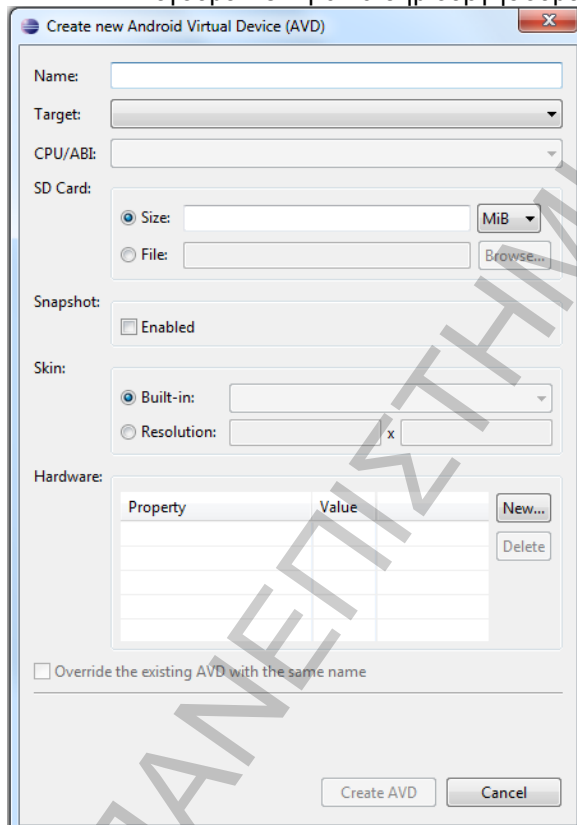 Create new Android Virtual Device (AVD)
Name:
Target:
CPU/ABI:
SD Card:
Size: MiB
File: Browse...
Snapshot:
Enabled
Skin:
Built-in:
Resolution: x
Hardware:
Property Value New...
Delete
Override the existing AVD with the same name
Create AVD Cancel
ΠΑΝΕΠΙΣΤΗΜ